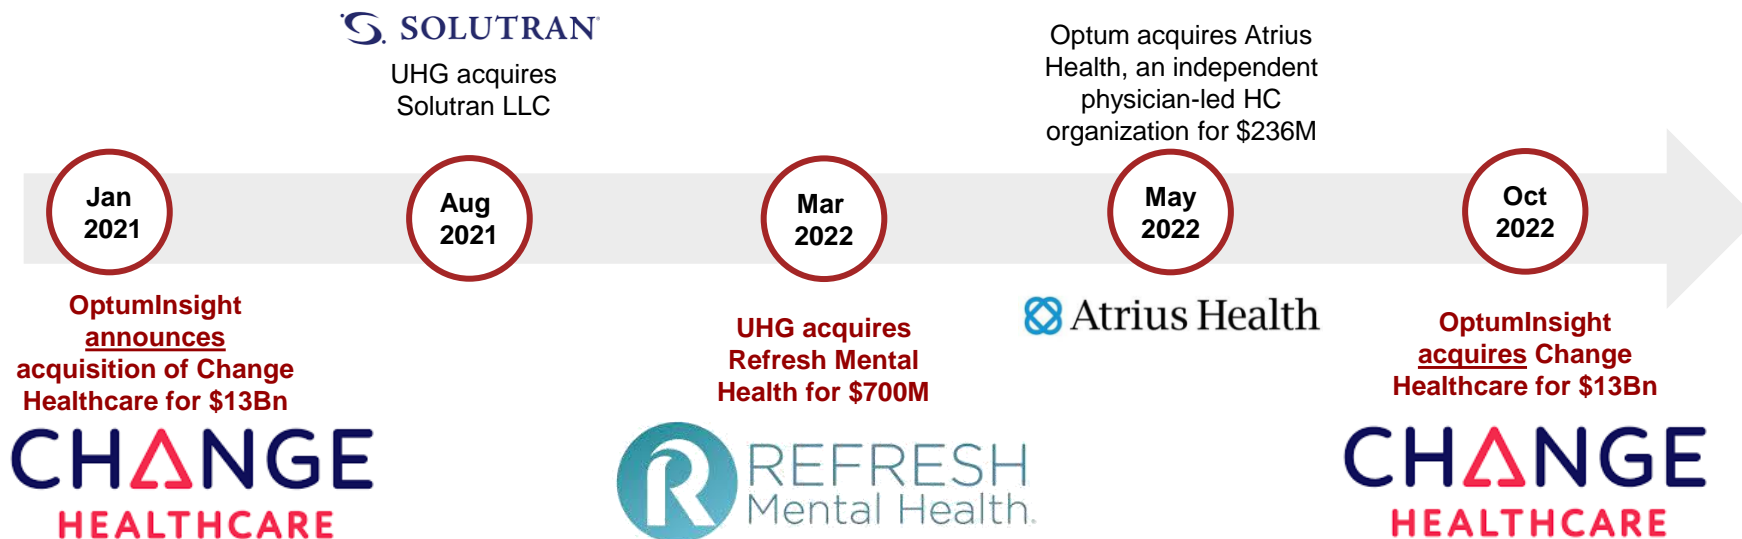 SOLUTRAN
UHG acquires
Solutran LLC
Optum acquires Atrius
Health, an independent
physician-led HC
organization for $236M
Jan
2021
Aug
2021
Mar
2022
May
2022
Oct
2022
OptumInsight
announces
acquisition of Change
Healthcare for $13Bn
CHANGE
HEALTHCARE
UHG acquires
Refresh Mental
Health for $700M
R REFRESH
Mental Health.
Atrius Health
OptumInsight
acquires Change
Healthcare for $13Bn
CHANGE
HEALTHCARE